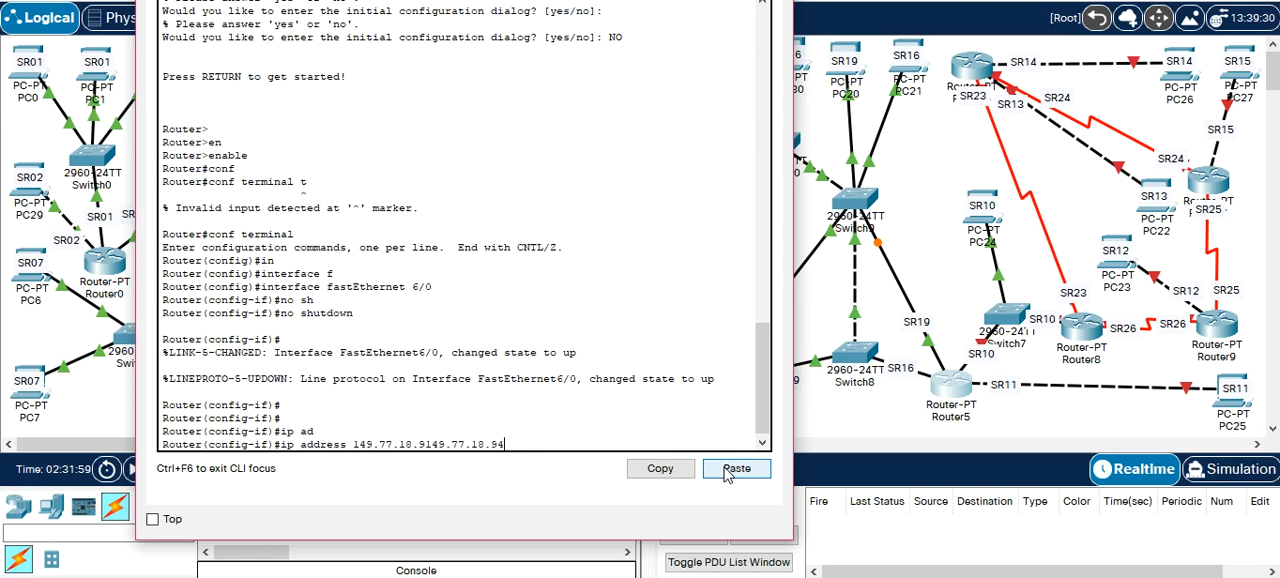 Logical
Phys
[Root]
13:39:30
% Please answer 'yes' or 'no'.
Would you like to enter the initial configuration dialog? [yes/no]:
% Please answer 'yes' or 'no'.
Would you like to enter the initial configuration dialog? [yes/no]: NO
Press RETURN to get started!
Router>
Router>en
Router>enable
Router#conf
Router#conf terminal t
^
% Invalid input detected at '^' marker.
Router#conf terminal
Enter configuration commands, one per line.  End with CNTL/Z.
Router(config)#in
Router(config)#interface f
Router(config)#interface fastEthernet 6/0
Router(config-if)#no sh
Router(config-if)#no shutdown
Router(config-if)#
%LINK-5-CHANGED: Interface FastEthernet6/0, changed state to up
%LINEPROTO-5-UPDOWN: Line protocol on Interface FastEthernet6/0, changed state to up
Router(config-if)#
Router(config-if)#
Router(config-if)#ip ad
Router(config-if)#ip address 149.77.18.9149.77.18.94
Ctrl+F6 to exit CLI focus
Copy
Paste
Top
SR01
PC-PT
PC0
SR01
PC-PT
PC1
2960-24TT
Switch0
SR02
PC-PT
PC29
SR01
SR02
SR07
PC-PT
PC6
Router-PT
Router0
2960
SR07
PC-PT
PC7
SR19
PC-PT
PC20
SR16
PC-PT
PC21
SR14
SR14
PC-PT
PC26
SR15
PC-PT
PC27
SR23
SR13
SR24
SR15
SR24
SR25
SR13
PC-PT
PC22
SR10
PC-PT
PC24
SR12
PC-PT
PC23
2960-24TT
SR19
SR23
SR12
SR25
2960-24TT
Switch7
SR10
SR10
SR26
SR26
Router-PT
Router8
Router-PT
Router9
2960-24TT
Switch8
SR16
SR11
SR11
PC-PT
PC25
Router-PT
Router5
Time: 02:31:59
Realtime
Simulation
Fire
Last Status
Source
Destination
Type
Color
Time(sec)
Periodic
Num
Edit
Toggle PDU List Window
Console